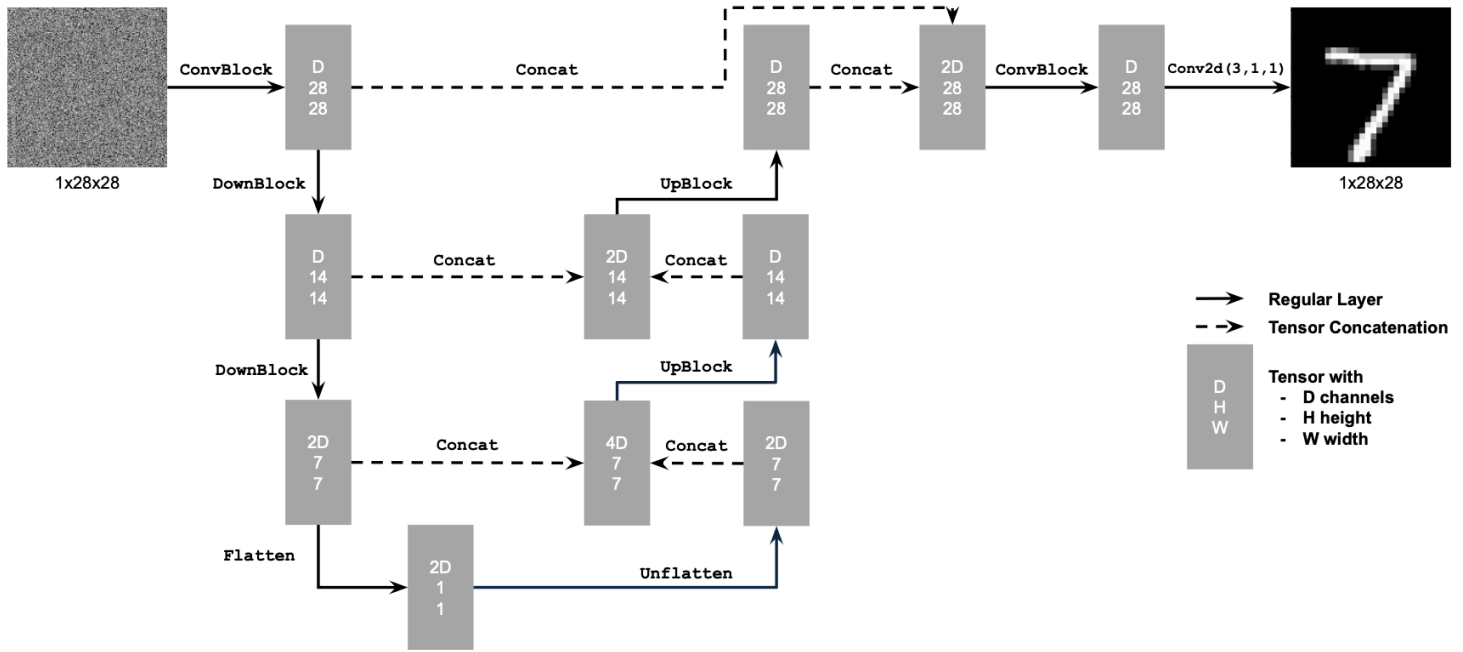 ConvBlock
D
28
28
Concat
D
28
28
Concat
2D
28
28
ConvBlock
D
28
28
Conv2d(3,1,1)
1x28x28
1x28x28
DownBlock
UpBlock
D
14
14
Concat
2D
14
14
Concat
D
14
14
DownBlock
UpBlock
2D
7
7
Concat
4D
7
7
Concat
2D
7
7
Flatten
2D
1
1
Unflatten
Regular Layer
Tensor Concatenation
D
H
W
Tensor with
- D channels
- H height
- W width
7